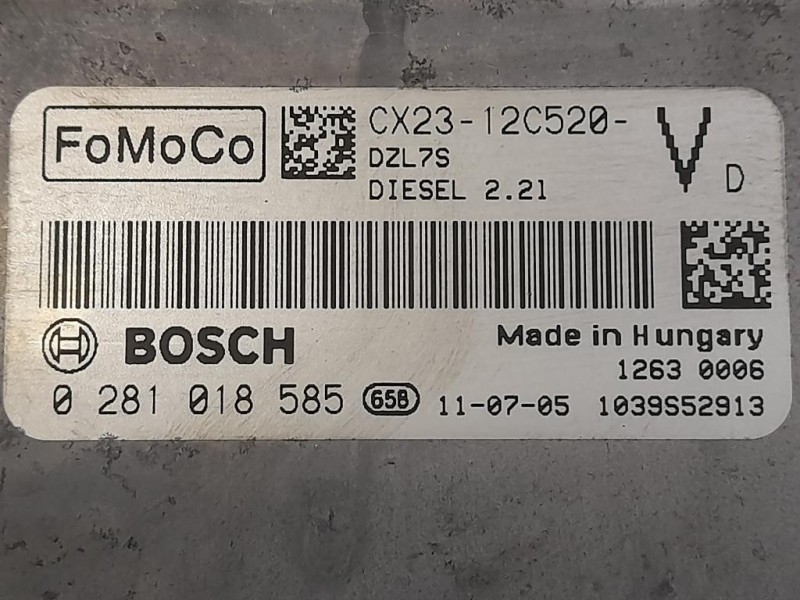 FoMoCo
CX23-12C520- V
DZL7S
DIESEL 2.2l D
BOSCH
Made in Hungary
1263 0006
0 281 018 585 658 11-07-05 1039S52913